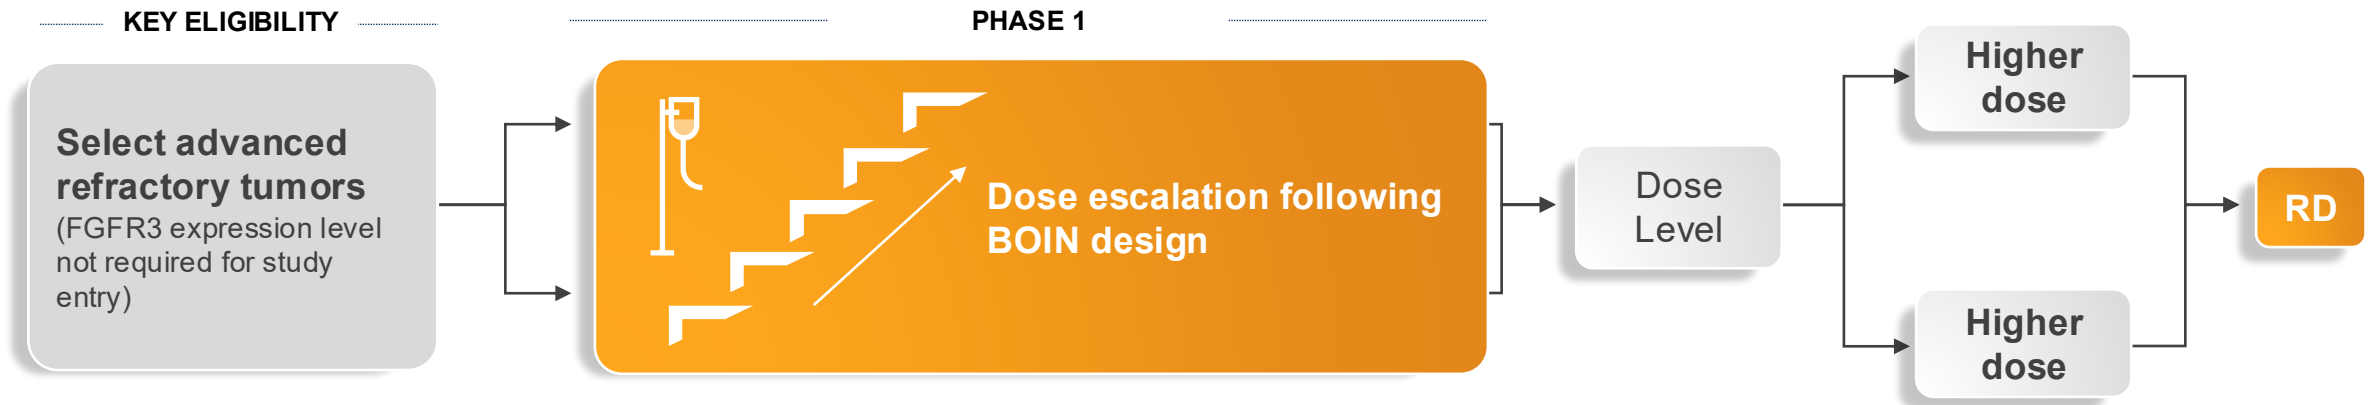 KEY ELIGIBILITY
Select advanced
refractory tumors
(FGFR3 expression level
not required for study
entry)
PHASE 1
Dose escalation following
BOIN design
Dose
Level
Higher
dose
Higher
dose
RD